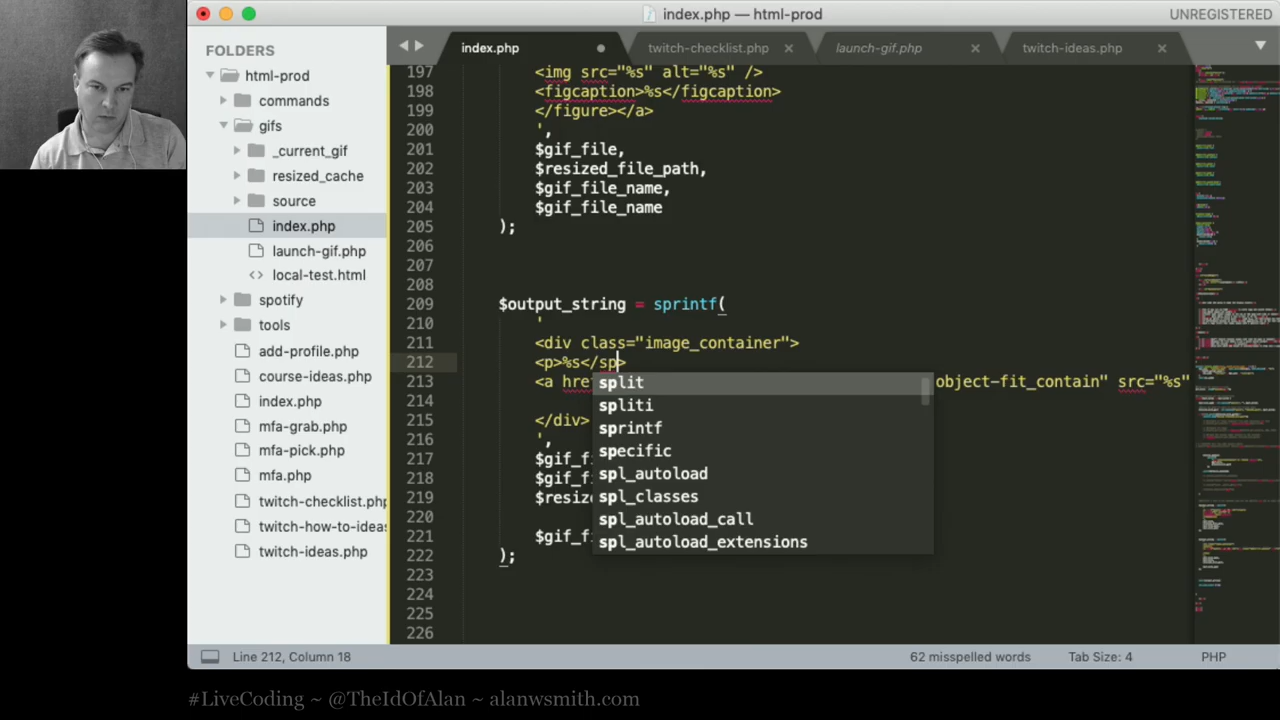 index.php — html-prod
UNREGISTERED
FOLDERS
html-prod
commands
gifs
_current_gif
resized_cache
source
index.php
launch-gif.php
local-test.html
spotify
tools
add-profile.php
course-ideas.php
index.php
mfa-grab.php
mfa-pick.php
mfa.php
twitch-checklist.php
twitch-how-to-ideas
twitch-ideas.php
index.php
twitch-checklist.php
launch-gif.php
twitch-ideas.php
197 <img src="%s" alt="%s" />
198 <figcaption>%s</figcaption>
199 </figure></a>
200 ',
201 $gif_file,
202 $resized_file_path,
203 $gif_file_name,
204 $gif_file_name
205 );
206
207
208
209 $output_string = sprintf(
210 '
211 <div class="image_container">
212 <p>%s</sp>
213 <a hre object-fit_contain" src="%s"
214
215 </div>
216 ',
217 $gif_f
218 $gif_f
219 $resiz
220
221 $gif_f
222 );
223
224
225
226
split
spliti
sprintf
specific
spl_autoload
spl_classes
spl_autoload_call
spl_autoload_extensions
Line 212, Column 18
62 misspelled words
Tab Size: 4
PHP
#LiveCoding ~ @TheIdOfAlan ~ alanwsmith.com